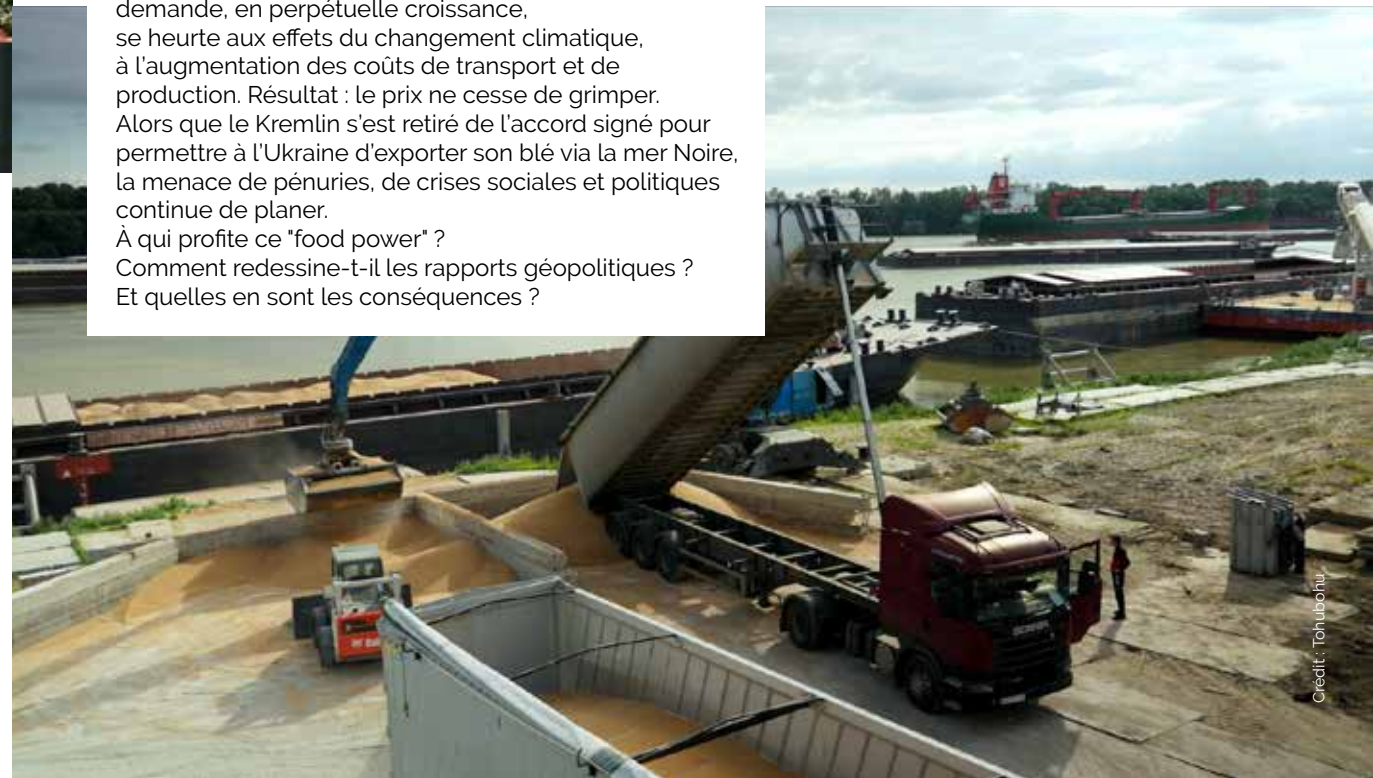 demande, en perpétuelle croissance,
se heurte aux effets du changement climatique,
à l’augmentation des coûts de transport et de
production. Résultat : le prix ne cesse de grimper.
Alors que le Kremlin s’est retiré de l’accord signé pour
permettre à l’Ukraine d’exporter son blé via la mer Noire,
la menace de pénuries, de crises sociales et politiques
continue de planer.
À qui profite ce "food power" ?
Comment redessine-t-il les rapports géopolitiques ?
Et quelles en sont les conséquences ?
SCANIA
Crédit : Tohubohu